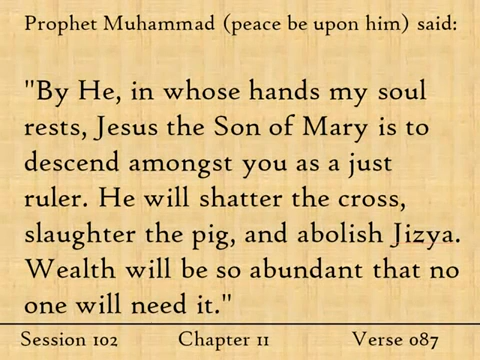 Prophet Muhammad (peace be upon him) said:
"By He, in whose hands my soul
rests, Jesus the Son of Mary is to
descend amongst you as a just
ruler. He will shatter the cross,
slaughter the pig, and abolish Jizya.
Wealth will be so abundant that no
one will need it."
Session 102 Chapter 11 Verse 087